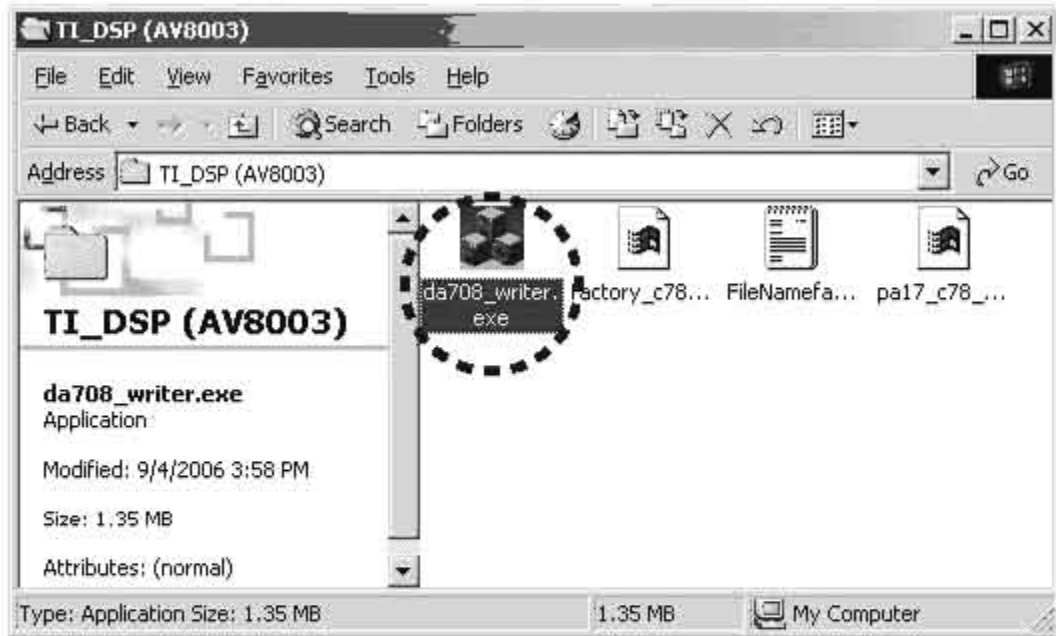 TI_DSP (AV8003)
File Edit View Favorites Tools Help
Back Search Folders
Address TI_DSP (AV8003) Go
da708_writer.
exe
factory_c78...
FileNamefa...
pa17_c78_...
TI_DSP (AV8003)
da708_writer.exe
Application
Modified: 9/4/2006 3:58 PM
Size: 1.35 MB
Attributes: (normal)
Type: Application Size: 1.35 MB 1.35 MB My Computer